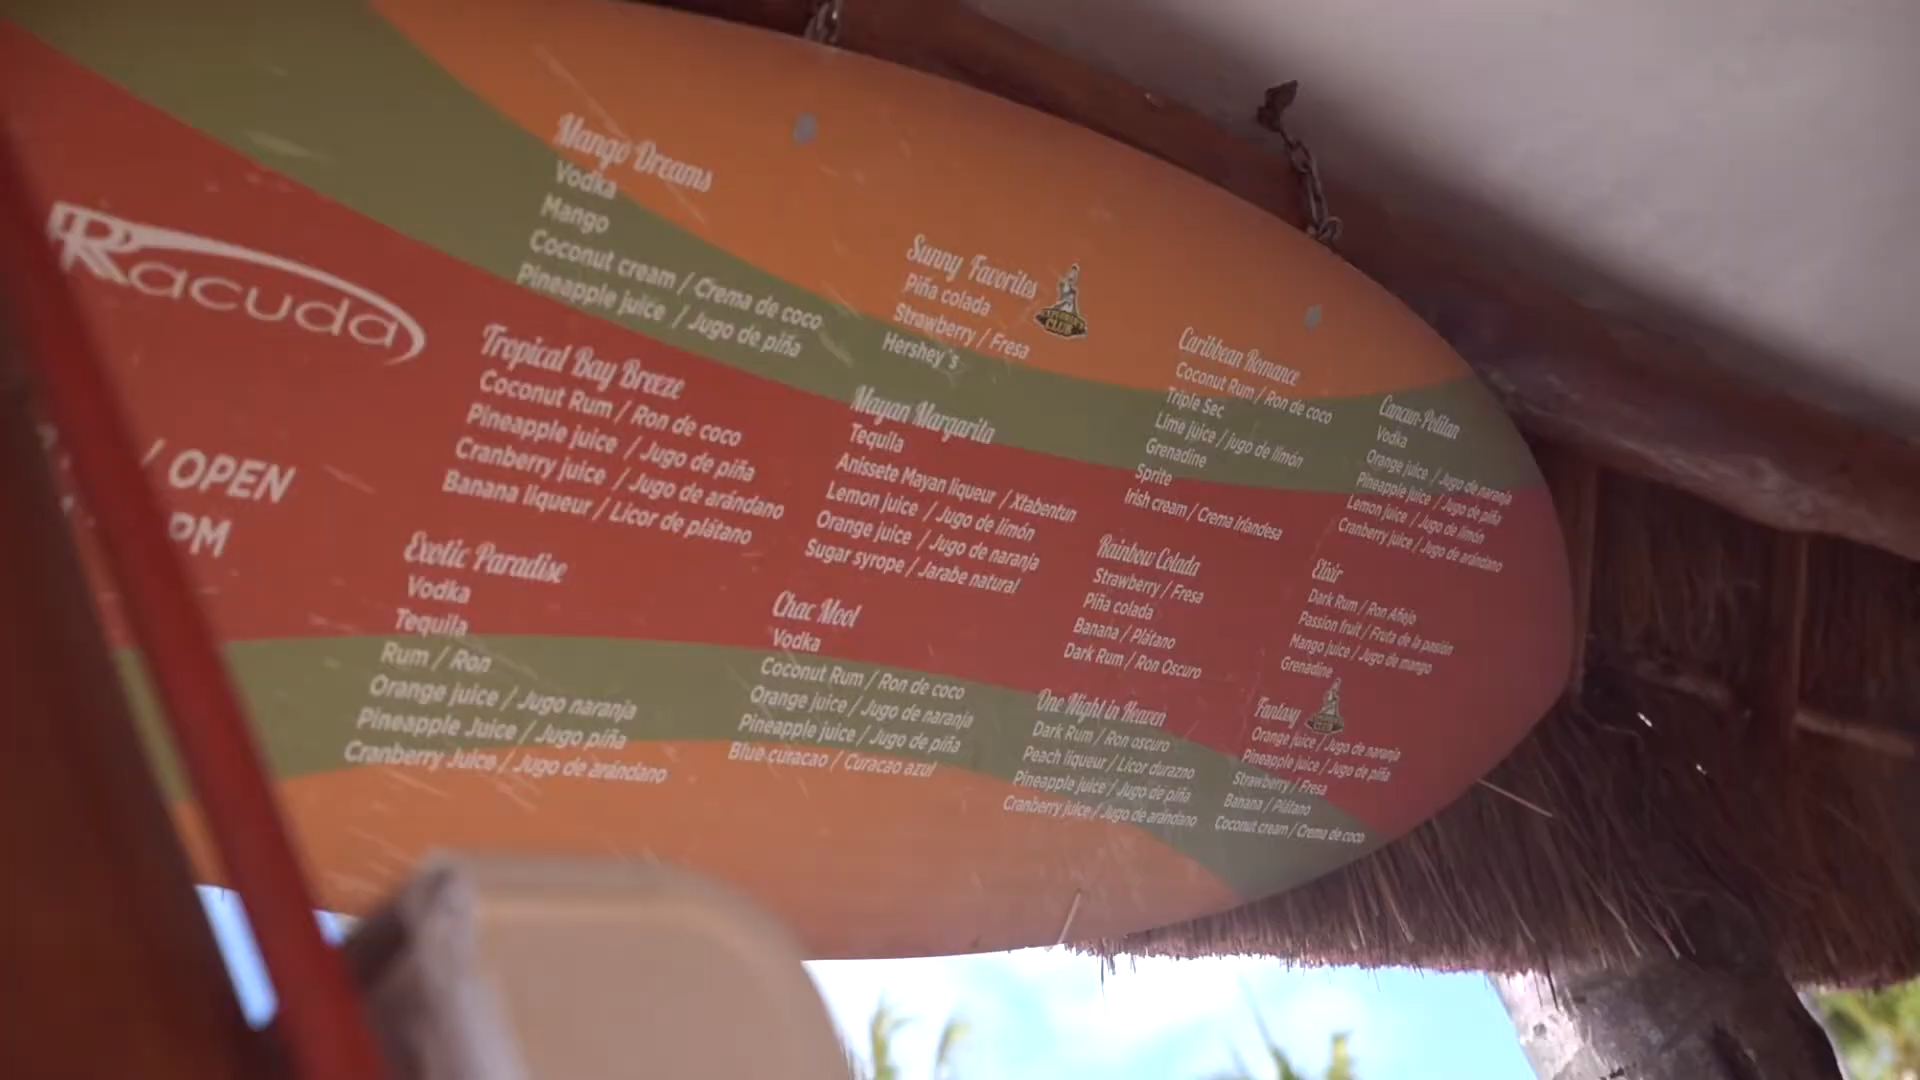 Racuda
/ OPEN
PM
Mango Dreams
Vodka
Mango
Coconut cream / Crema de coco
Pineapple juice / Jugo de piña
Tropical Bay Breeze
Coconut Rum / Ron de coco
Pineapple juice / Jugo de piña
Cranberry juice / Jugo de arándano
Banana liqueur / Licor de plátano
Exotic Paradise
Vodka
Tequila
Rum / Ron
Orange juice / Jugo naranja
Pineapple Juice / Jugo piña
Cranberry Juice / Jugo de arándano
Sunny Favorites
Piña colada
Strawberry / Fresa
Hershey´s
Mayan Margarita
Tequila
Anissete Mayan liqueur / Xtabentun
Lemon juice / Jugo de limón
Orange juice / Jugo de naranja
Sugar syrope / Jarabe natural
Chac Mool
Vodka
Coconut Rum / Ron de coco
Orange juice / Jugo de naranja
Pineapple juice / Jugo de piña
Blue curacao / Curacao azul
Caribbean Romance
Coconut Rum / Ron de coco
Triple Sec
Lime juice / jugo de limón
Grenadine
Sprite
Irish cream / Crema Irlandesa
Rainbow Colada
Strawberry / Fresa
Piña colada
Banana / Plátano
Dark Rum / Ron Oscuro
One Night in Heaven
Dark Rum / Ron oscuro
Peach liqueur / Licor durazno
Pineapple juice / Jugo de piña
Cranberry juice / Jugo de arándano
Cancun-Politan
Vodka
Orange juice / Jugo de naranja
Pineapple juice / Jugo de piña
Lemon juice / Jugo de limón
Cranberry juice / Jugo de arándano
Elixir
Dark Rum / Ron Añejo
Passion fruit / Fruta de la pasión
Mango juice / Jugo de mango
Grenadine
Fantasy
Orange juice / Jugo de naranja
Pineapple juice / Jugo de piña
Strawberry / Fresa
Banana / Plátano
Coconut cream / Crema de coco